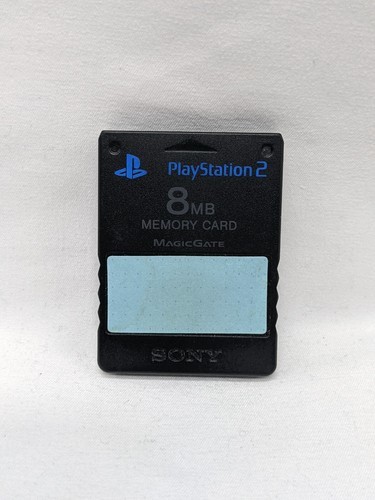 PlayStation 2
8MB
MEMORY CARD
MAGICGATE
SONY